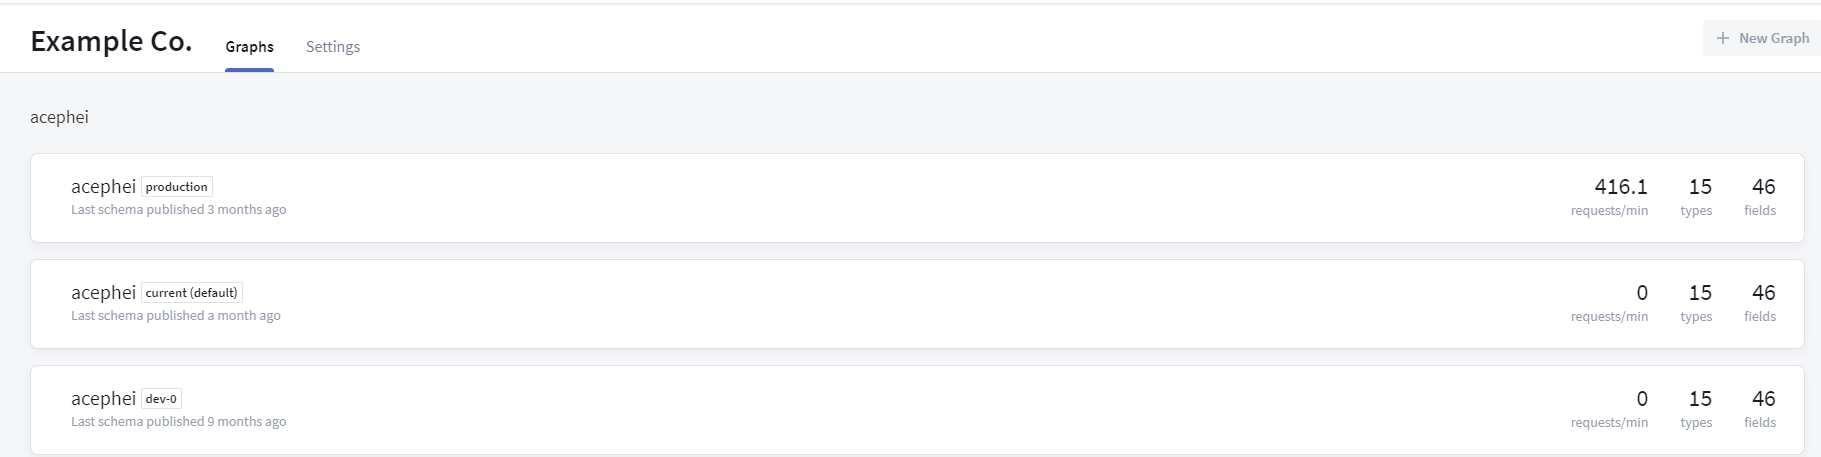 Example Co. Graphs Settings + New Graph
acephei
acephei production 416.1 15 46
Last schema published 3 months ago requests/min types fields
acephei current (default) 0 15 46
Last schema published a month ago requests/min types fields
acephei dev-0 0 15 46
Last schema published 9 months ago requests/min types fields